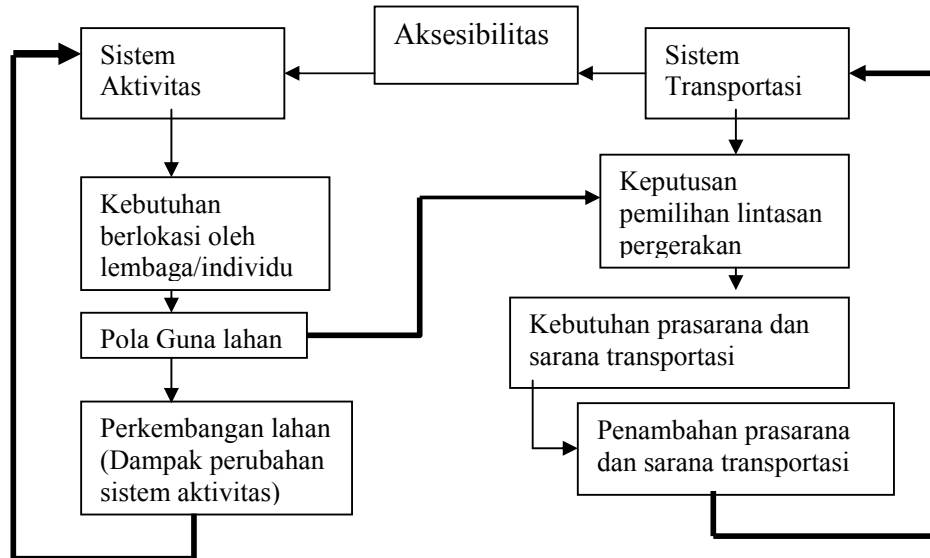 Aksesibilitas
Sistem
Aktivitas
Sistem
Transportasi
Kebutuhan
berlokasi oleh
lembaga/individu
Keputusan
pemilihan lintasan
pergerakan
Pola Guna lahan
Kebutuhan prasarana dan
sarana transportasi
Perkembangan lahan
(Dampak perubahan
sistem aktivitas)
Penambahan prasarana
dan sarana transportasi